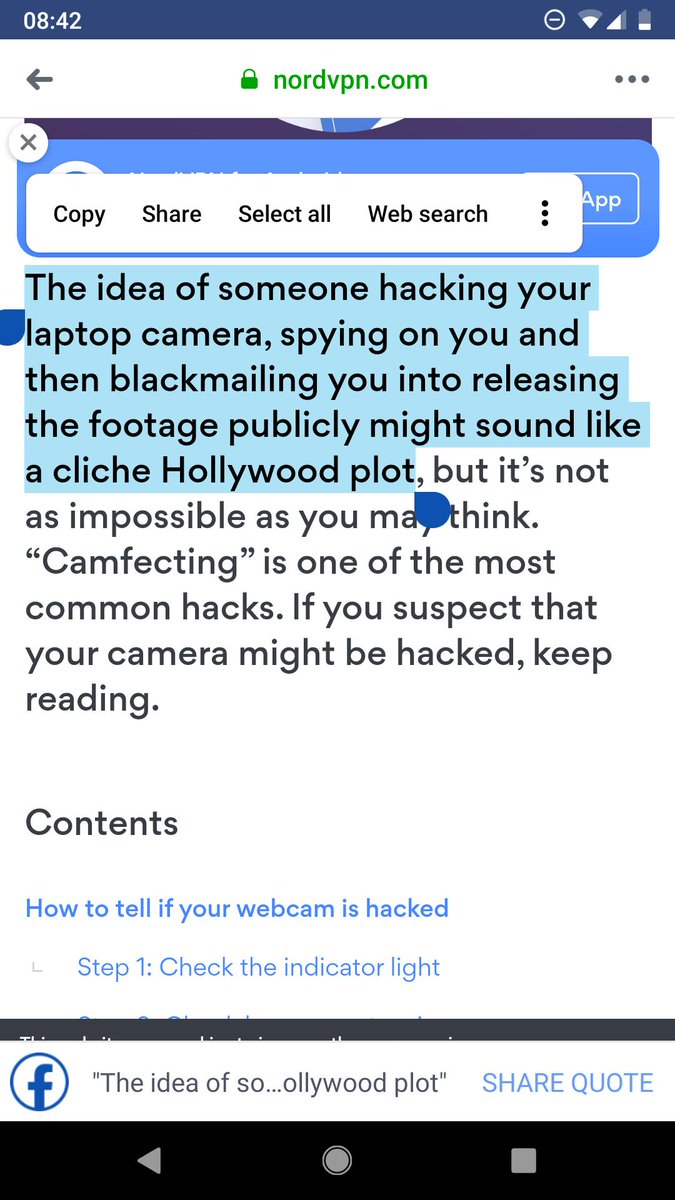 08:42
nordvpn.com
Copy Share Select all Web search
App
The idea of someone hacking your
laptop camera, spying on you and
then blackmailing you into releasing
the footage publicly might sound like
a cliche Hollywood plot, but it’s not
as impossible as you may think.
“Camfecting” is one of the most
common hacks. If you suspect that
your camera might be hacked, keep
reading.
Contents
How to tell if your webcam is hacked
Step 1: Check the indicator light
"The idea of so...ollywood plot" SHARE QUOTE